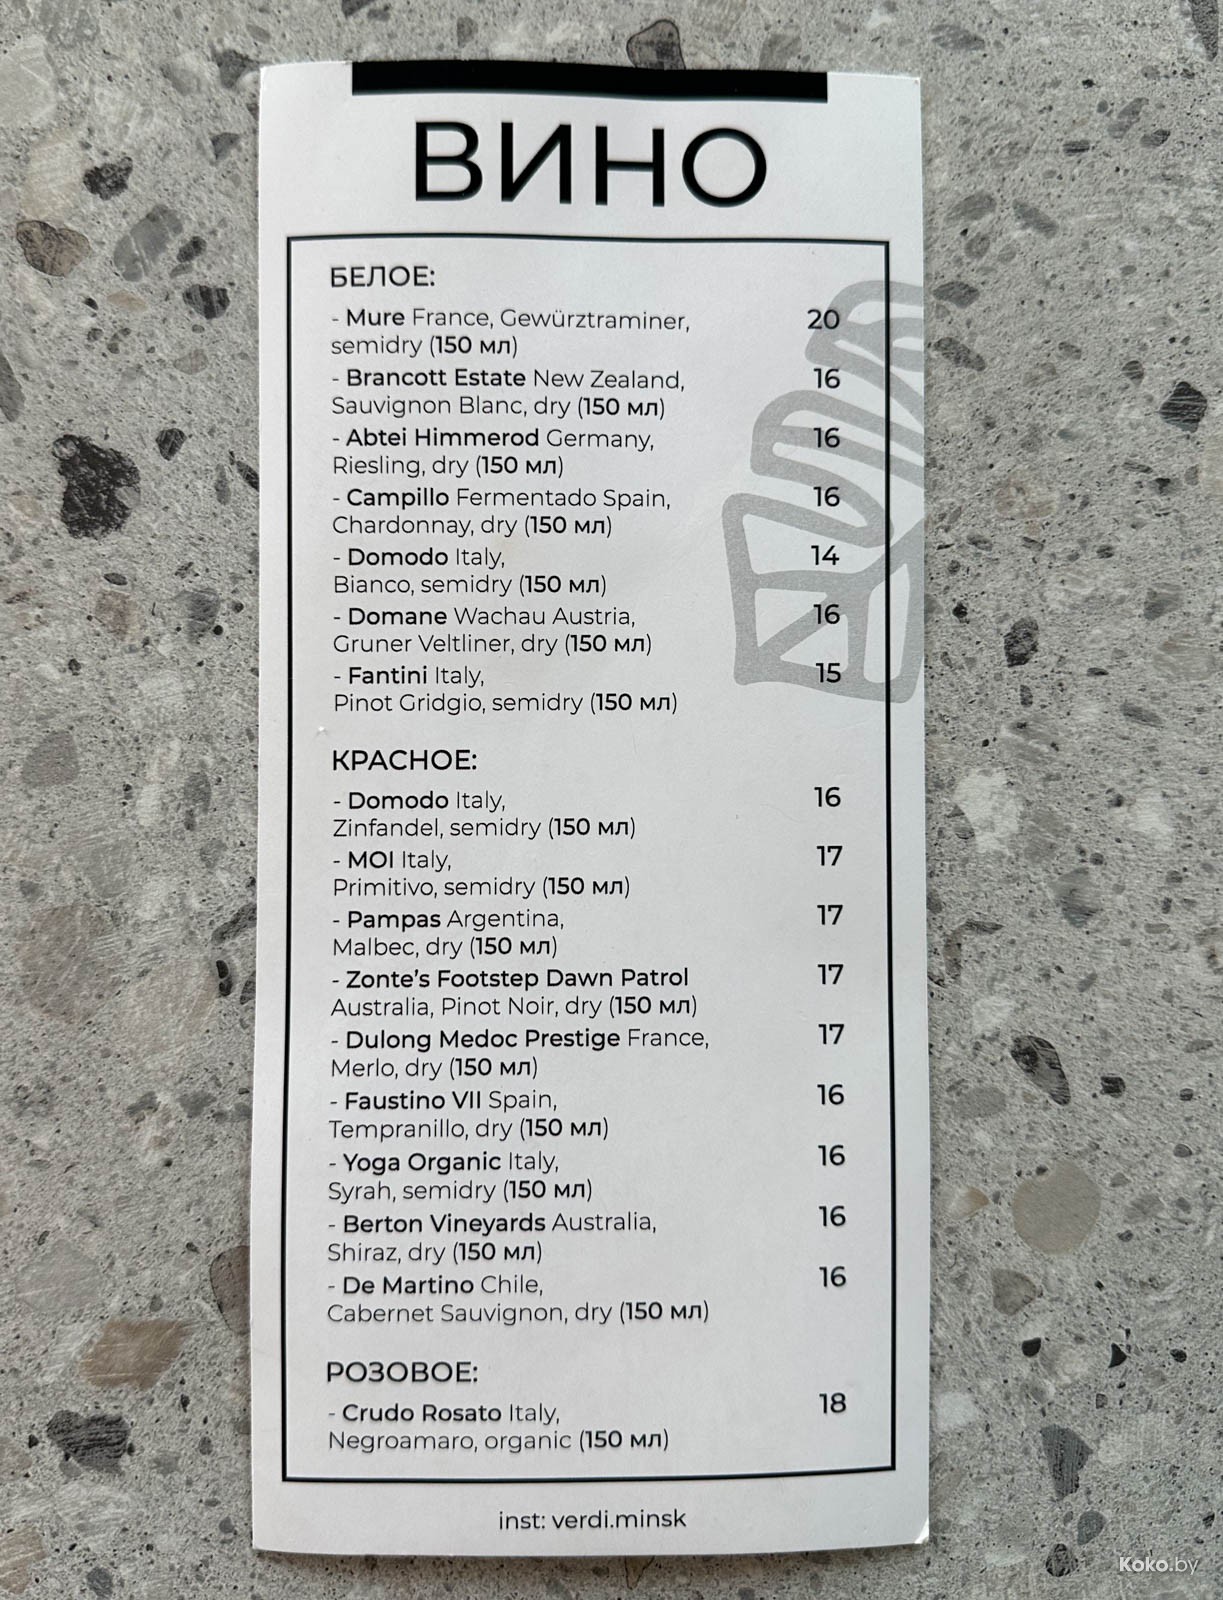 ВИНО
БЕЛОЕ:
- Mure France, Gewürztraminer, 20
semidry (150 мл)
- Brancott Estate New Zealand, 16
Sauvignon Blanc, dry (150 мл)
- Abtei Himmerod Germany, 16
Riesling, dry (150 мл)
- Campillo Fermentado Spain, 16
Chardonnay, dry (150 мл)
- Domodo Italy, 14
Bianco, semidry (150 мл)
- Domane Wachau Austria, 16
Gruner Veltliner, dry (150 мл)
- Fantini Italy, 15
Pinot Gridgio, semidry (150 мл)
КРАСНОЕ:
- Domodo Italy, 16
Zinfandel, semidry (150 мл)
- MOI Italy, 17
Primitivo, semidry (150 мл)
- Pampas Argentina, 17
Malbec, dry (150 мл)
- Zonte's Footstep Dawn Patrol 17
Australia, Pinot Noir, dry (150 мл)
- Dulong Medoc Prestige France, 17
Merlo, dry (150 мл)
- Faustino VII Spain, 16
Tempranillo, dry (150 мл)
- Yoga Organic Italy, 16
Syrah, semidry (150 мл)
- Berton Vineyards Australia, 16
Shiraz, dry (150 мл)
- De Martino Chile, 16
Cabernet Sauvignon, dry (150 мл)
РОЗОВОЕ:
- Crudo Rosato Italy, 18
Negroamaro, organic (150 мл)
inst: verdi.minsk
Koko.by